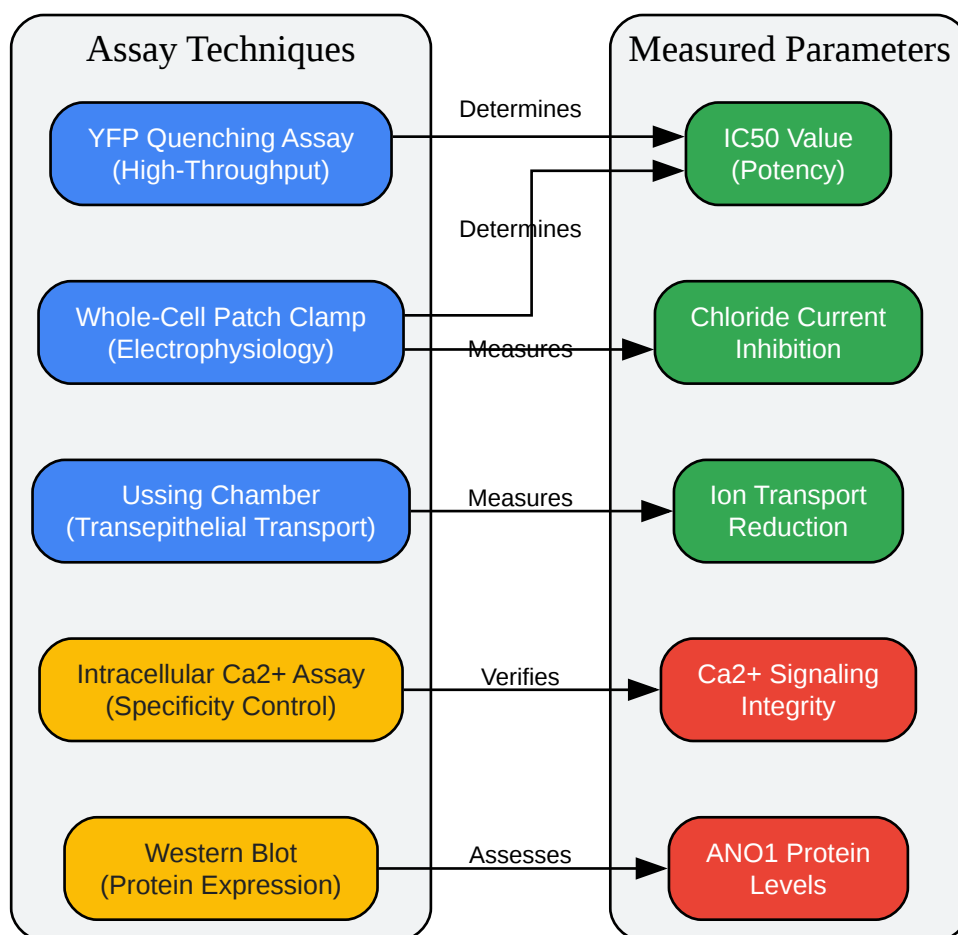 Assay Techniques
Measured Parameters
YFP Quenching Assay
(High-Throughput)
Determines
IC50 Value
(Potency)
Determines
Whole-Cell Patch Clamp
(Electrophysiology)
Measures
Chloride Current
Inhibition
Ussing Chamber
(Transepithelial Transport)
Measures
Ion Transport
Reduction
Intracellular Ca2+ Assay
(Specificity Control)
Verifies
Ca2+ Signaling
Integrity
Western Blot
(Protein Expression)
Assesses
ANO1 Protein
Levels